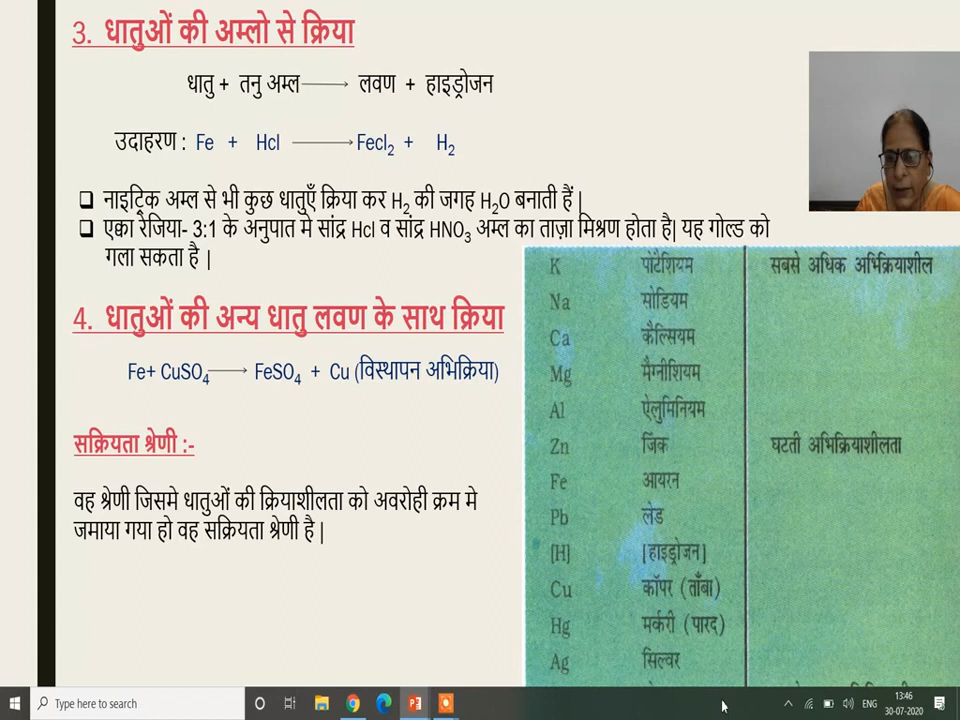 3. धातुओं की अम्लो से क्रिया
धातु + तनु अम्ल ⟶ लवण + हाइड्रोजन
उदाहरण : Fe + Hcl ⟶ Fecl₂ + H₂
नाइट्रिक अम्ल से भी कुछ धातुएँ क्रिया कर H₂ की जगह H₂O बनाती हैं |
एक्वा रेजिया- 3:1 के अनुपात मे सांद्र Hcl व सांद्र HNO₃ अम्ल का ताज़ा मिश्रण होता है| यह गोल्ड को
गला सकता है |
4. धातुओं की अन्य धातु लवण के साथ क्रिया
Fe+ CuSO₄ ⟶ FeSO₄ + Cu (विस्थापन अभिक्रिया)
सक्रियता श्रेणी :-
वह श्रेणी जिसमे धातुओं की क्रियाशीलता को अवरोही क्रम मे
जमाया गया हो वह सक्रियता श्रेणी है |
K पोटैशियम सबसे अधिक अभिक्रियाशील
Na सोडियम
Ca कैल्सियम
Mg मैग्नीशियम
Al ऐलुमिनियम
Zn जिंक घटती अभिक्रियाशीलता
Fe आयरन
Pb लेड
[H] [हाइड्रोजन]
Cu कॉपर (ताँबा)
Hg मर्करी (पारद)
Ag सिल्वर
Type here to search
ENG
13:46
30-07-2020